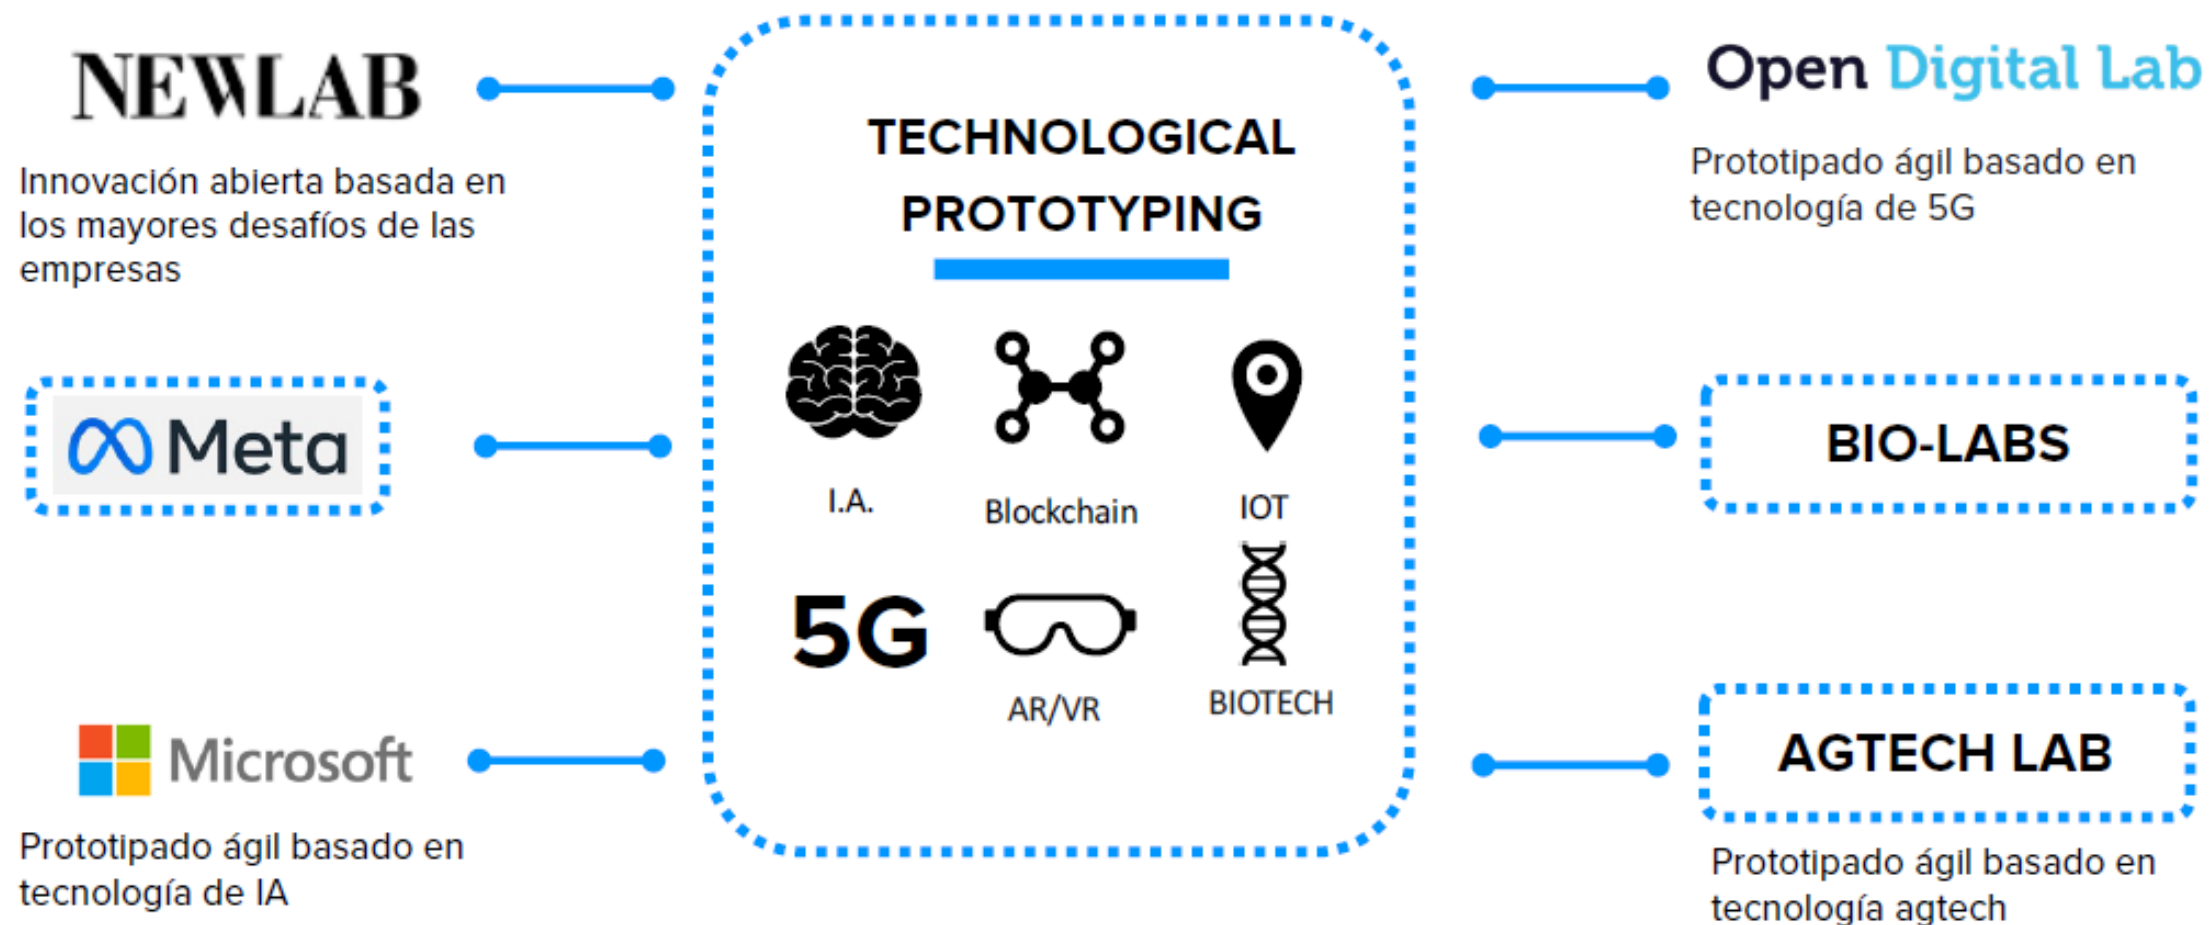 NEWLAB
Innovación abierta basada en
los mayores desafíos de las
empresas
Meta
Microsoft
Prototipado ágil basado en
tecnología de IA
TECHNOLOGICAL
PROTOTYPING
I.A.
Blockchain
IOT
5G
AR/VR
BIOTECH
Open Digital Lab
Prototipado ágil basado en
tecnología de 5G
BIO-LABS
AGTECH LAB
Prototipado ágil basado en
tecnología agtech